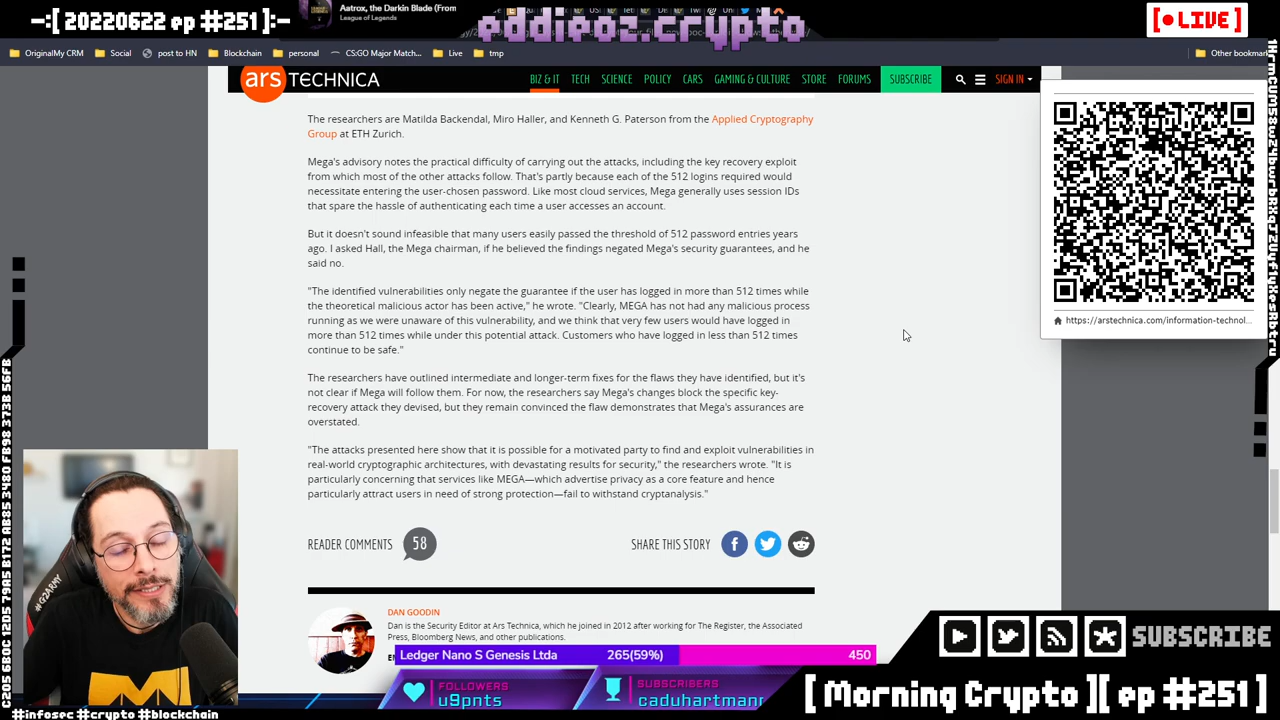 -:[ 20220622 ep #251 ]:-
Aatrox, the Darkin Blade (From
League of Legends
eddieoz.crypto
[ ● LIVE ]
OriginalMy CRM
Social
post to HN
Blockchain
personal
CS:GO Major Match...
Live
tmp
Other bookmar
ars TECHNICA
BIZ & IT TECH SCIENCE POLICY CARS GAMING & CULTURE STORE FORUMS SUBSCRIBE SIGN IN
The researchers are Matilda Backendal, Miro Haller, and Kenneth G. Paterson from the Applied Cryptography
Group at ETH Zurich.
Mega's advisory notes the practical difficulty of carrying out the attacks, including the key recovery exploit
from which most of the other attacks follow. That's partly because each of the 512 logins required would
necessitate entering the user-chosen password. Like most cloud services, Mega generally uses session IDs
that spare the hassle of authenticating each time a user accesses an account.
But it doesn't sound infeasible that many users easily passed the threshold of 512 password entries years
ago. I asked Hall, the Mega chairman, if he believed the findings negated Mega's security guarantees, and he
said no.
"The identified vulnerabilities only negate the guarantee if the user has logged in more than 512 times while
the theoretical malicious actor has been active," he wrote. "Clearly, MEGA has not had any malicious process
running as we were unaware of this vulnerability, and we think that very few users would have logged in
more than 512 times while under this potential attack. Customers who have logged in less than 512 times
continue to be safe."
The researchers have outlined intermediate and longer-term fixes for the flaws they have identified, but it's
not clear if Mega will follow them. For now, the researchers say Mega's changes block the specific key-
recovery attack they devised, but they remain convinced the flaw demonstrates that Mega's assurances are
overstated.
"The attacks presented here show that it is possible for a motivated party to find and exploit vulnerabilities in
real-world cryptographic architectures, with devastating results for security," the researchers wrote. "It is
particularly concerning that services like MEGA—which advertise privacy as a core feature and hence
particularly attract users in need of strong protection—fail to withstand cryptanalysis."
READER COMMENTS 58
SHARE THIS STORY
DAN GOODIN
Dan is the Security Editor at Ars Technica, which he joined in 2012 after working for The Register, the Associated
Press, Bloomberg News, and other publications.
https://arstechnica.com/information-technol...
#G2ARMY
Ledger Nano S Genesis Ltda 265(59%) 450
FOLLOWERS
u9pnts
SUBSCRIBERS
caduhartmann
SUBSCRIBE
[ Morning Crypto ][ ep #251 ]
#infosec #crypto #blockchain